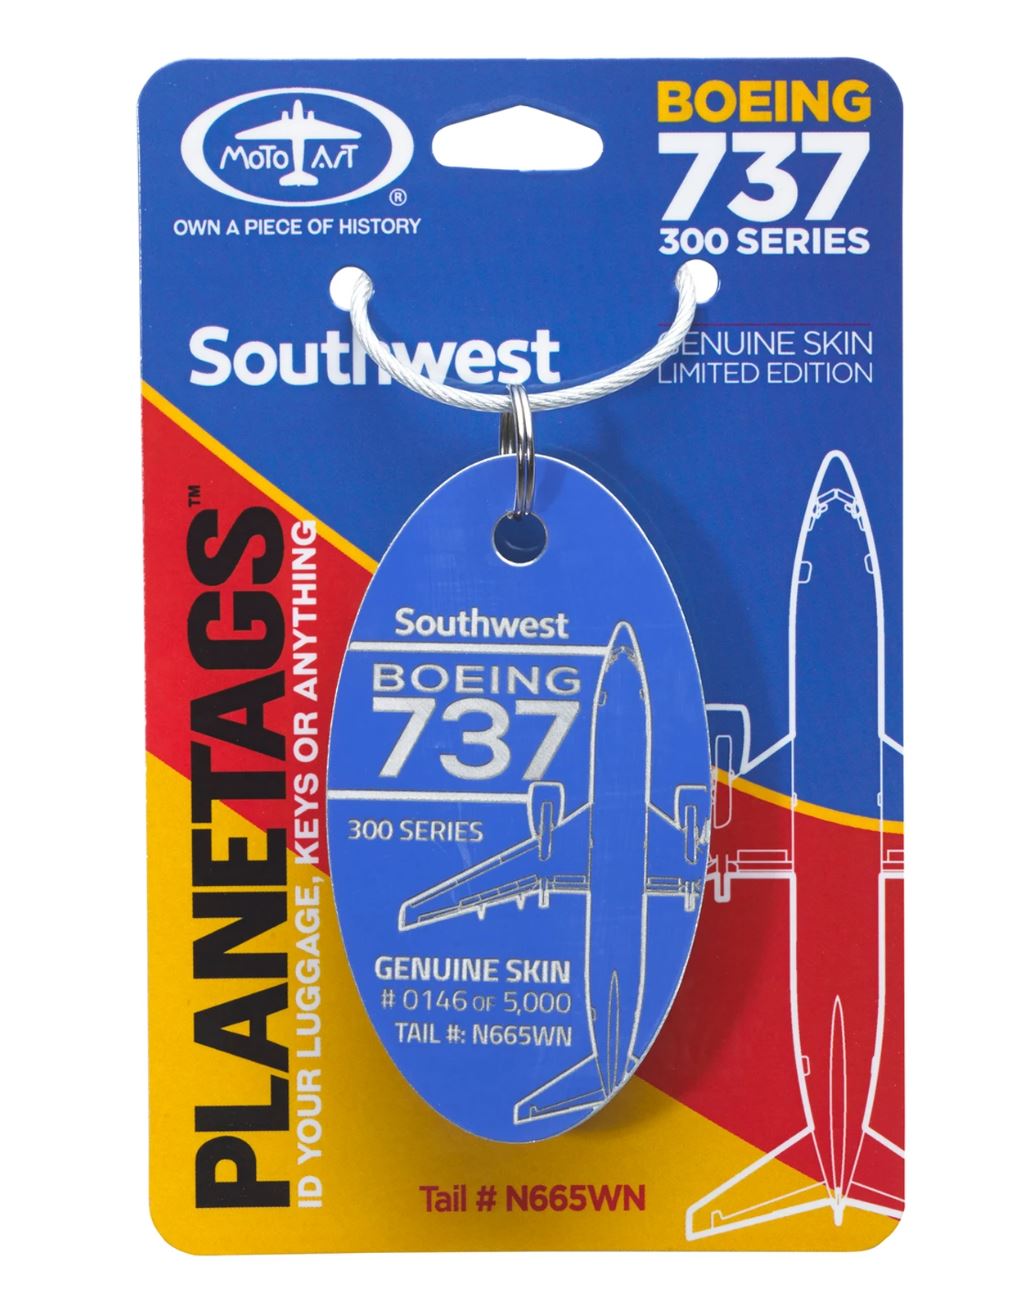 MOTO ART
®
OWN A PIECE OF HISTORY
BOEING
737
300 SERIES
Southwest
GENUINE SKIN
LIMITED EDITION
PLANETAGS™
ID YOUR LUGGAGE, KEYS OR ANYTHING
Southwest
BOEING
737
300 SERIES
GENUINE SKIN
# 0146 OF 5,000
TAIL #: N665WN
Tail # N665WN